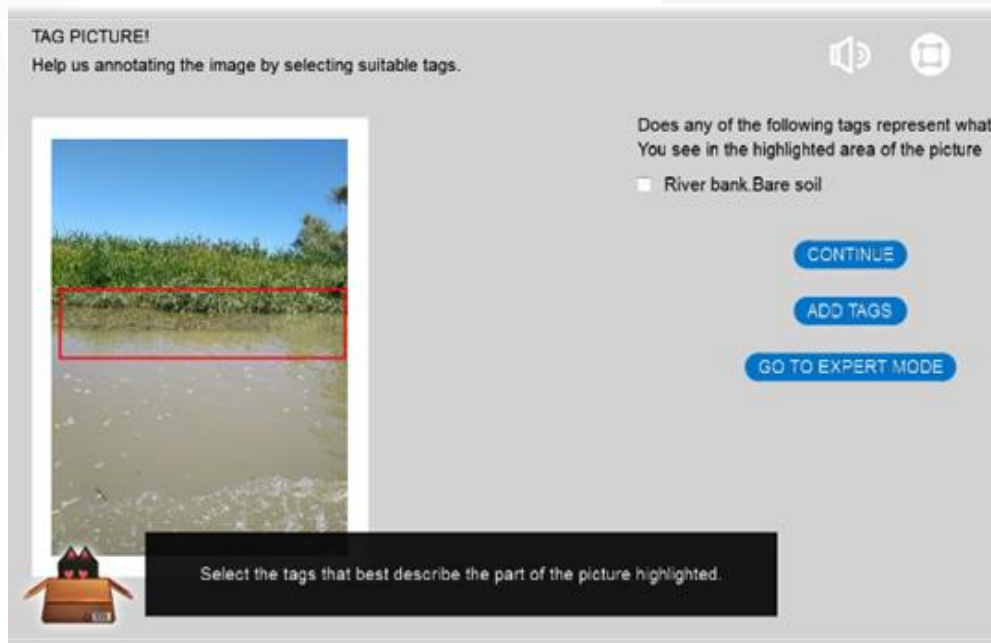 TAG PICTURE!
Help us annotating the image by selecting suitable tags.
Does any of the following tags represent what
You see in the highlighted area of the picture
River bank.Bare soil
CONTINUE
ADD TAGS
GO TO EXPERT MODE
Select the tags that best describe the part of the picture highlighted.